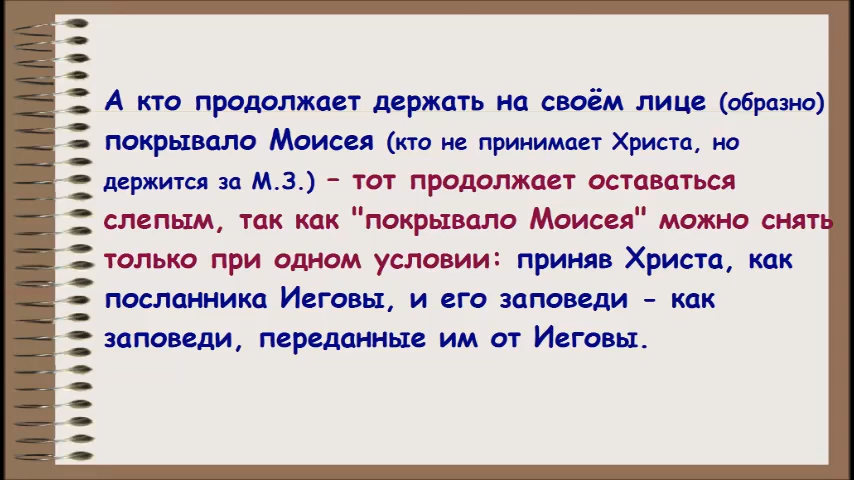 А кто продолжает держать на своём лице (образно)
покрывало Моисея (кто не принимает Христа, но
держится за М.З.) – тот продолжает оставаться
слепым, так как "покрывало Моисея" можно снять
только при одном условии: приняв Христа, как
посланника Иеговы, и его заповеди - как
заповеди, переданные им от Иеговы.